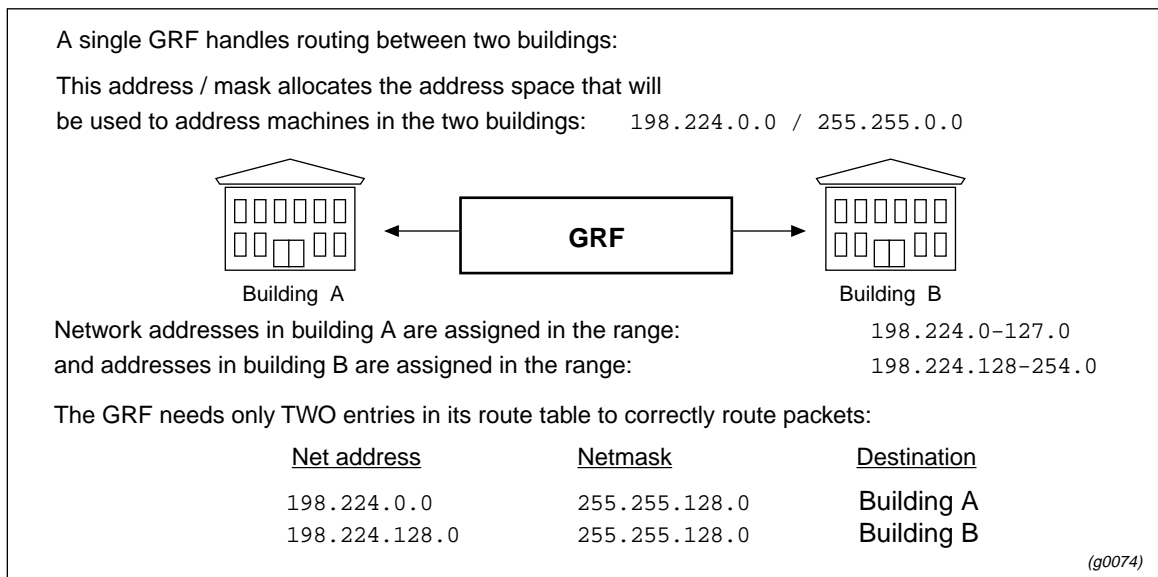 A single GRF handles routing between two buildings:
This address / mask allocates the address space that will
be used to address machines in the two buildings: 198.224.0.0 / 255.255.0.0
GRF
Building A Building B
Network addresses in building A are assigned in the range: 198.224.0–127.0
and addresses in building B are assigned in the range: 198.224.128–254.0
The GRF needs only TWO entries in its route table to correctly route packets:
Net address Netmask Destination
198.224.0.0 255.255.128.0 Building A
198.224.128.0 255.255.128.0 Building B
(g0074)